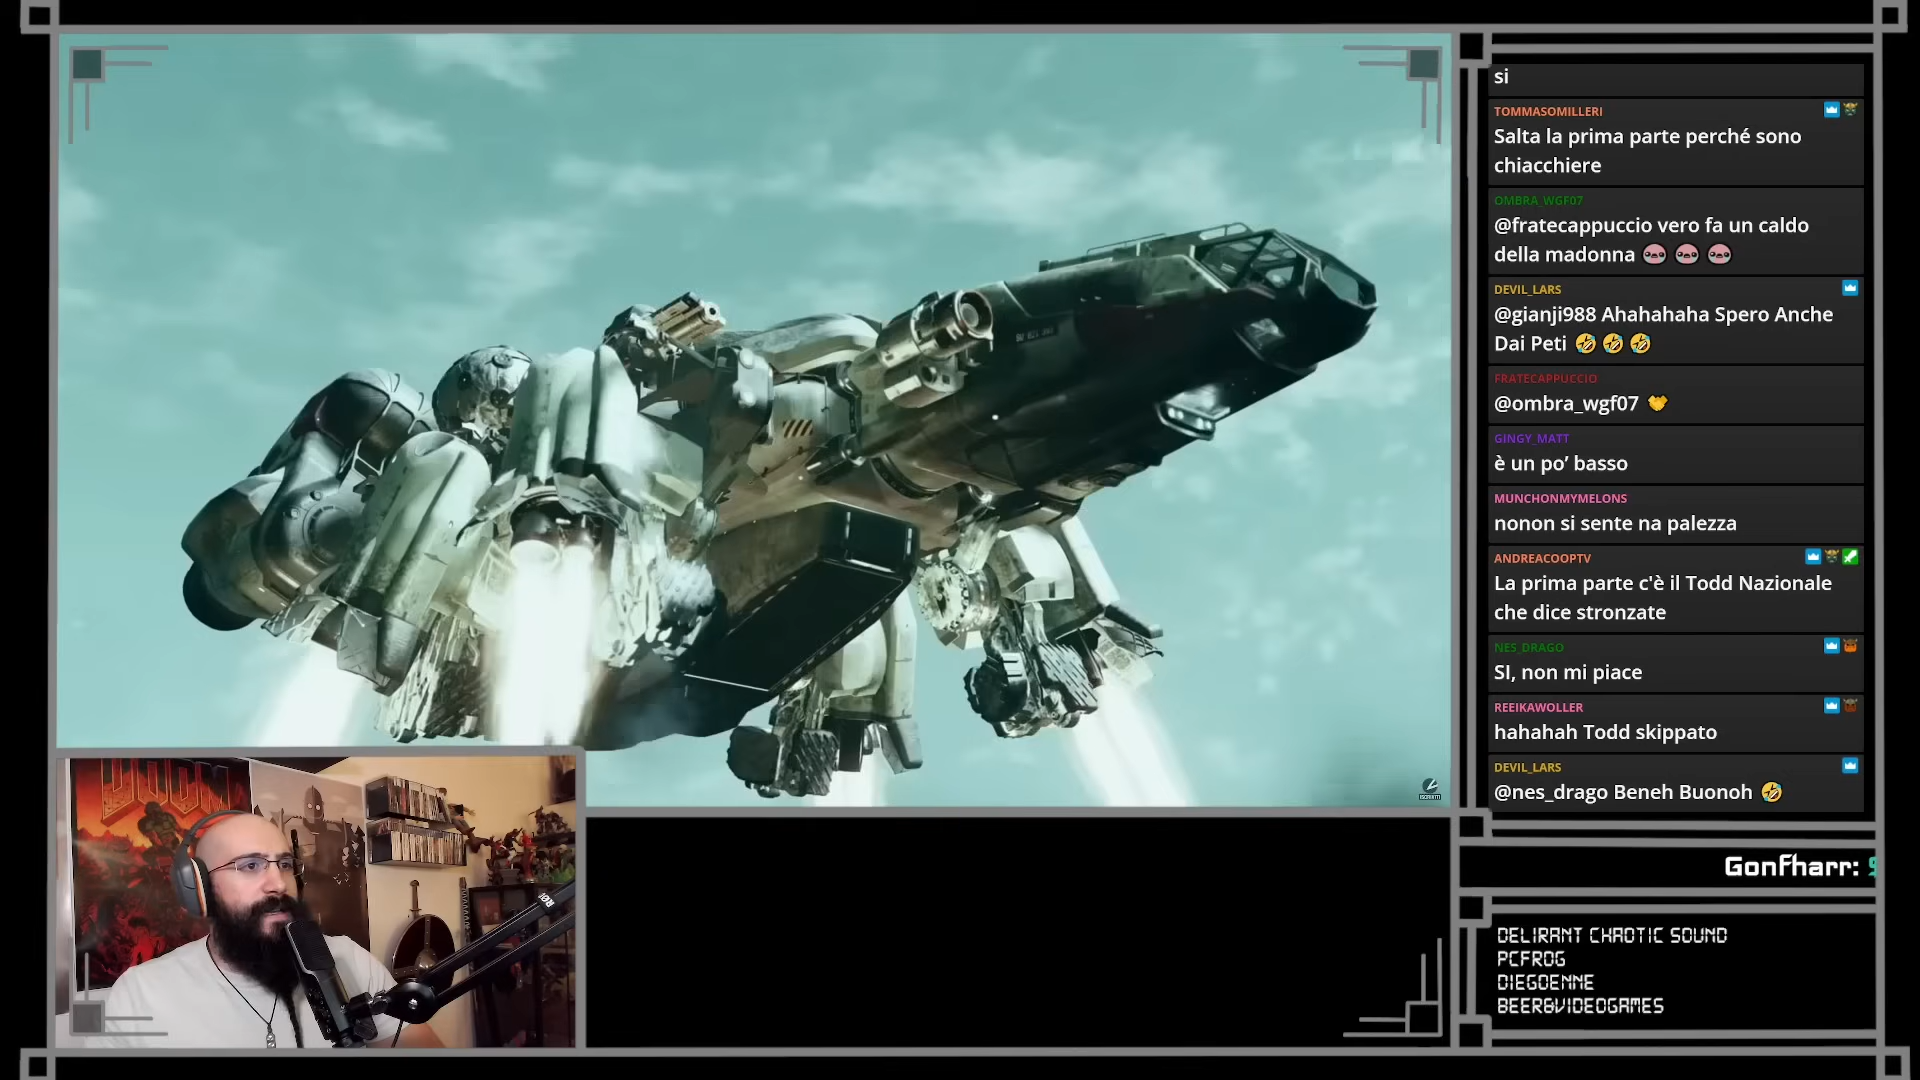 si
TOMMASOMILLERI
Salta la prima parte perché sono
chiacchiere
OMBRA_WGF07
@fratecappuccio vero fa un caldo
della madonna
DEVIL_LARS
@gianji988 Ahahahaha Spero Anche
Dai Peti
FRATECAPPUCCIO
@ombra_wgf07
GINGY_MATT
è un po’ basso
MUNCHONMYMELONS
nonon si sente na palezza
ANDREACOOPTV
La prima parte c'è il Todd Nazionale
che dice stronzate
NES_DRAGO
SI, non mi piace
REEIKAWOLLER
hahahah Todd skippato
DEVIL_LARS
@nes_drago Beneh Buonoh
Gonfharr:
DELIRANT CHAOTIC SOUND
PCFROG
DIEGOENNE
BEER&VIDEOGAMES
DOOM
ISCRIVITI